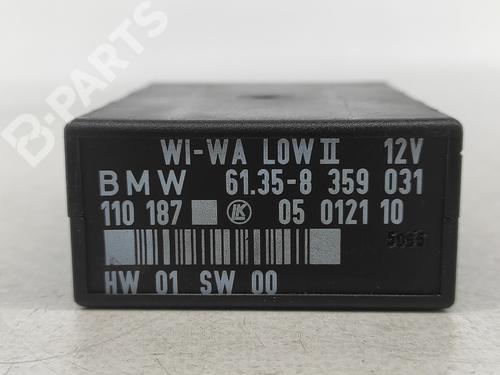 B-PARTS
WI-WA LOW II 12V
BMW 61.35-8 359 031
110 187 LK 05 0121 10
5095
HW 01 SW 00